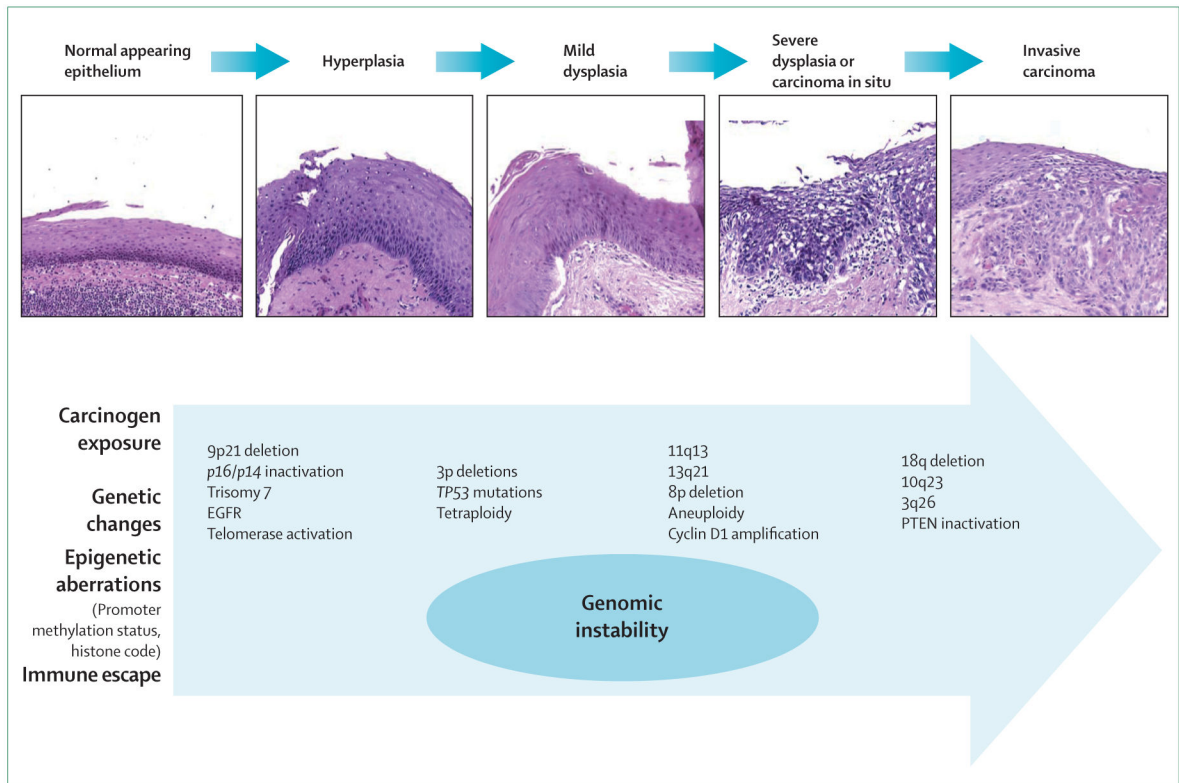 Normal appearing
epithelium
Hyperplasia
Mild
dysplasia
Severe
dysplasia or
carcinoma in situ
Invasive
carcinoma
Carcinogen
exposure
Genetic
changes
Epigenetic
aberrations
(Promoter
methylation status,
histone code)
Immune escape
9p21 deletion
p16/p14 inactivation
Trisomy 7
EGFR
Telomerase activation
3p deletions
TP53 mutations
Tetraploidy
11q13
13q21
8p deletion
Aneuploidy
Cyclin D1 amplification
18q deletion
10q23
3q26
PTEN inactivation
Genomic
instability